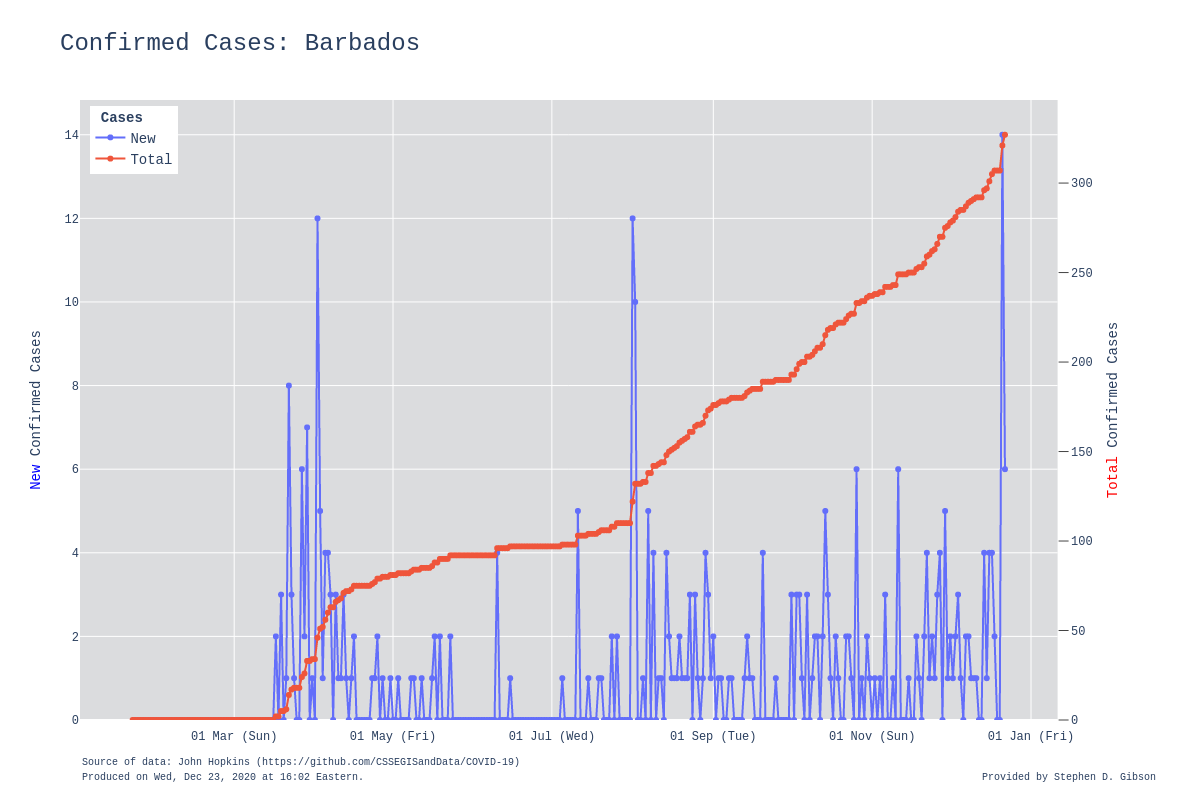 Confirmed Cases: Barbados
Cases
New
Total
14
12
10
8
6
4
2
0
300
250
200
150
100
50
0
New Confirmed Cases
Total Confirmed Cases
01 Mar (Sun) 01 May (Fri) 01 Jul (Wed) 01 Sep (Tue) 01 Nov (Sun) 01 Jan (Fri)
Source of data: John Hopkins (https://github.com/CSSEGISandData/COVID-19)
Produced on Wed, Dec 23, 2020 at 16:02 Eastern.
Provided by Stephen D. Gibson